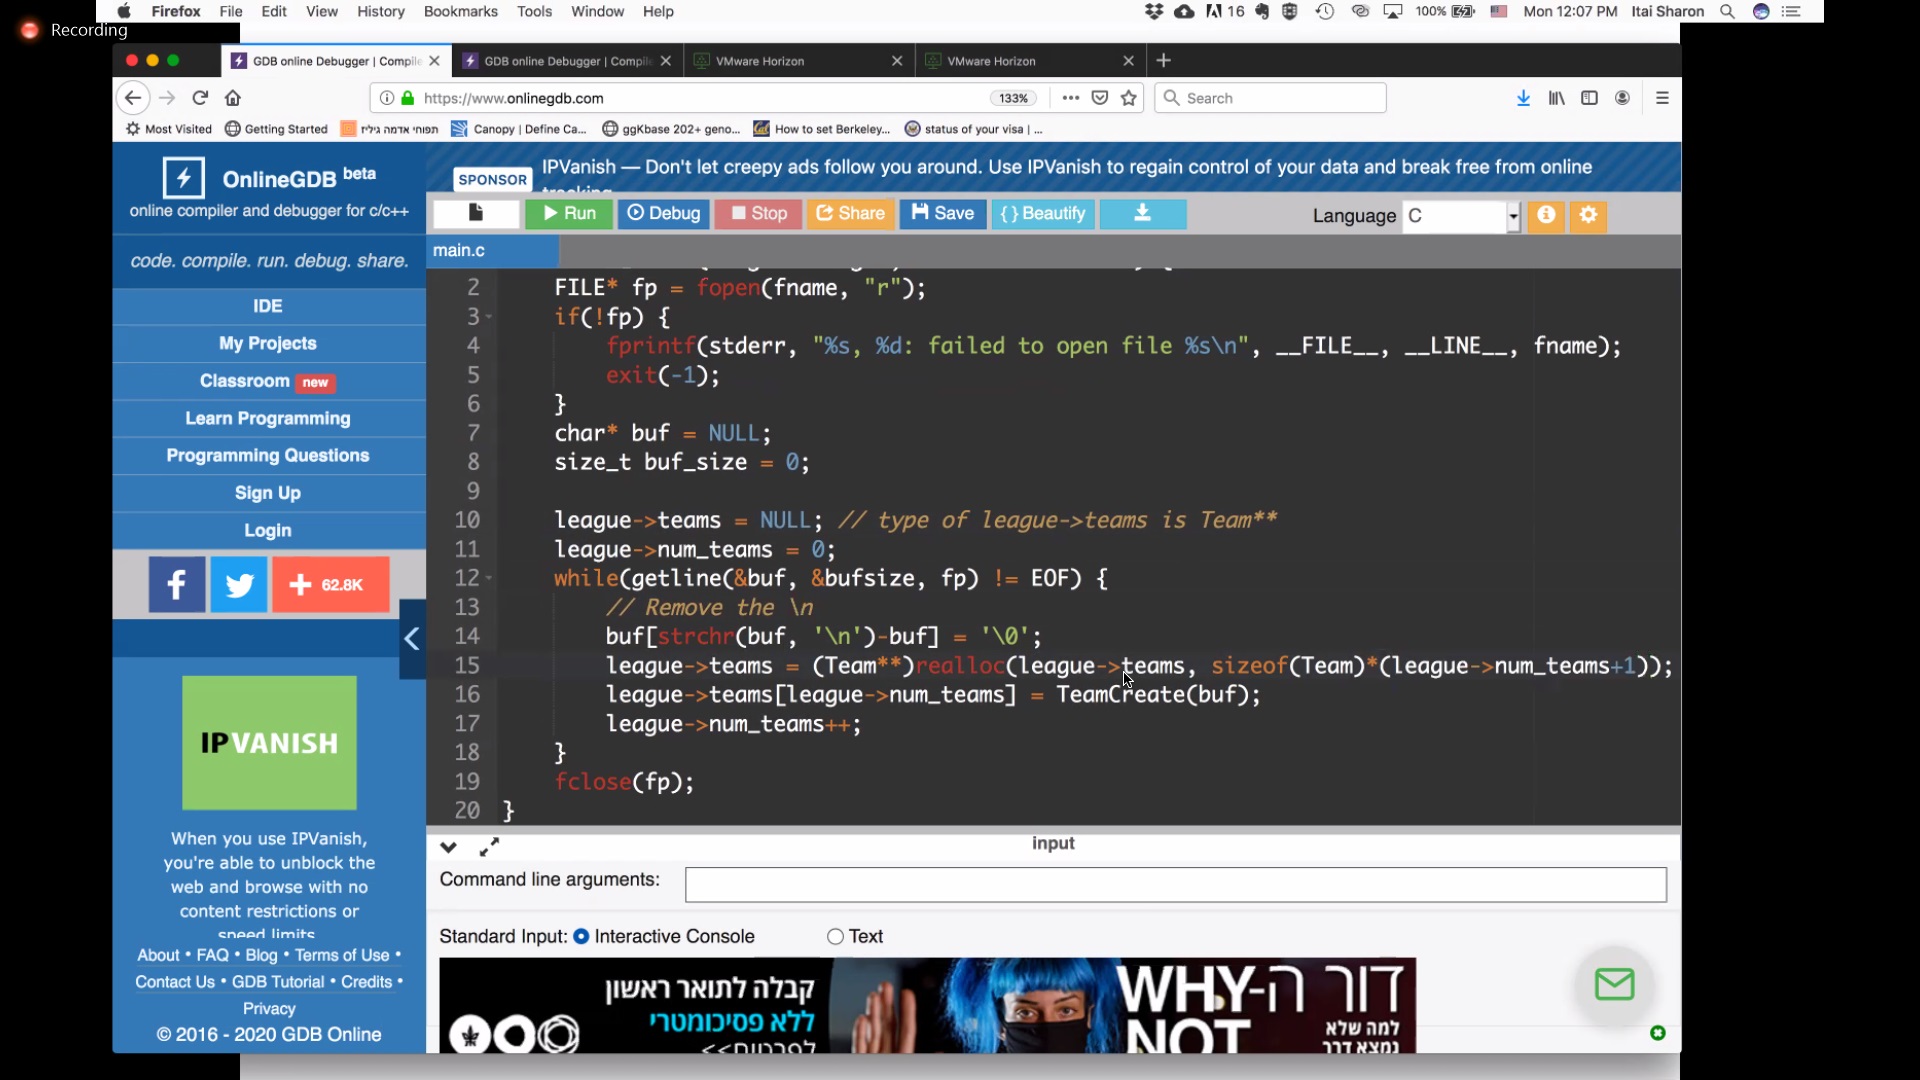 Firefox File Edit View History Bookmarks Tools Window Help
16 100% Mon 12:07 PM Itai Sharon
Recording
GDB online Debugger | Compile
GDB online Debugger | Compile
VMware Horizon
VMware Horizon
https://www.onlinegdb.com
133%
Search
Most Visited
Getting Started
תפוחי אדמה גיליז
Canopy | Define Ca...
ggKbase 202+ geno...
How to set Berkeley...
status of your visa | ...
OnlineGDB beta
online compiler and debugger for c/c++
code. compile. run. debug. share.
IDE
My Projects
Classroom new
Learn Programming
Programming Questions
Sign Up
Login
62.8K
IPVANISH
When you use IPVanish,
you're able to unblock the
web and browse with no
content restrictions or
speed limits
About • FAQ • Blog • Terms of Use •
Contact Us • GDB Tutorial • Credits •
Privacy
© 2016 - 2020 GDB Online
SPONSOR
IPVanish — Don't let creepy ads follow you around. Use IPVanish to regain control of your data and break free from online
tracking
Run
Debug
Stop
Share
Save
{ } Beautify
Language C
main.c
2 FILE* fp = fopen(fname, "r");
3 if(!fp) {
4 fprintf(stderr, "%s, %d: failed to open file %s\n", __FILE__, __LINE__, fname);
5 exit(-1);
6 }
7 char* buf = NULL;
8 size_t buf_size = 0;
9
10 league->teams = NULL; // type of league->teams is Team**
11 league->num_teams = 0;
12 while(getline(&buf, &bufsize, fp) != EOF) {
13 // Remove the \n
14 buf[strchr(buf, '\n')-buf] = '\0';
15 league->teams = (Team**)realloc(league->teams, sizeof(Team)*(league->num_teams+1));
16 league->teams[league->num_teams] = TeamCreate(buf);
17 league->num_teams++;
18 }
19 fclose(fp);
20 }
input
Command line arguments:
Standard Input: Interactive Console Text
קבלה לתואר ראשון
ללא פסיכומטרי
לפרטים>>
דור ה-WHY
NOT
למה שלא
נמצא דרך